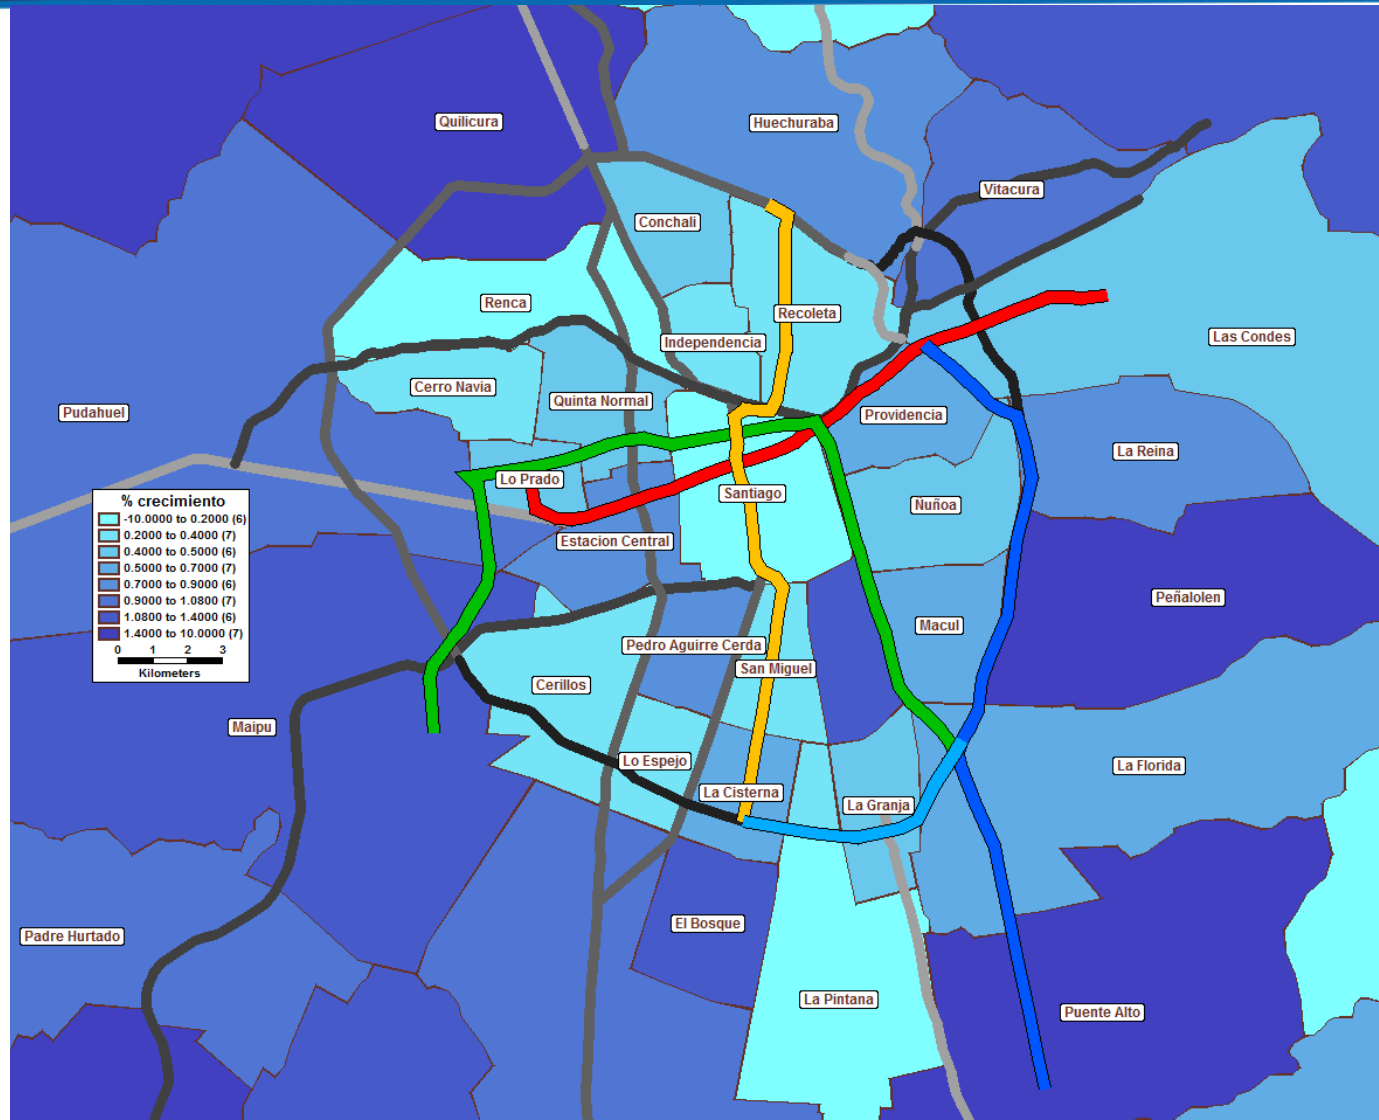 Quilicura
Huechuraba
Vitacura
Conchali
Renca
Recoleta
Independencia
Las Condes
Cerro Navia
Quinta Normal
Pudahuel
Providencia
La Reina
Lo Prado
Santiago
Ñuñoa
% crecimiento
-10.0000 to 0.2000 (6)
0.2000 to 0.4000 (7)
0.4000 to 0.5000 (6)
0.5000 to 0.7000 (7)
0.7000 to 0.9000 (6)
0.9000 to 1.0800 (7)
1.0800 to 1.4000 (6)
1.4000 to 10.0000 (7)
0 1 2 3
Kilometers
Estacion Central
Peñalolen
Macul
Pedro Aguirre Cerda
San Miguel
Cerillos
Maipu
Lo Espejo
La Florida
La Cisterna
La Granja
El Bosque
Padre Hurtado
La Pintana
Puente Alto